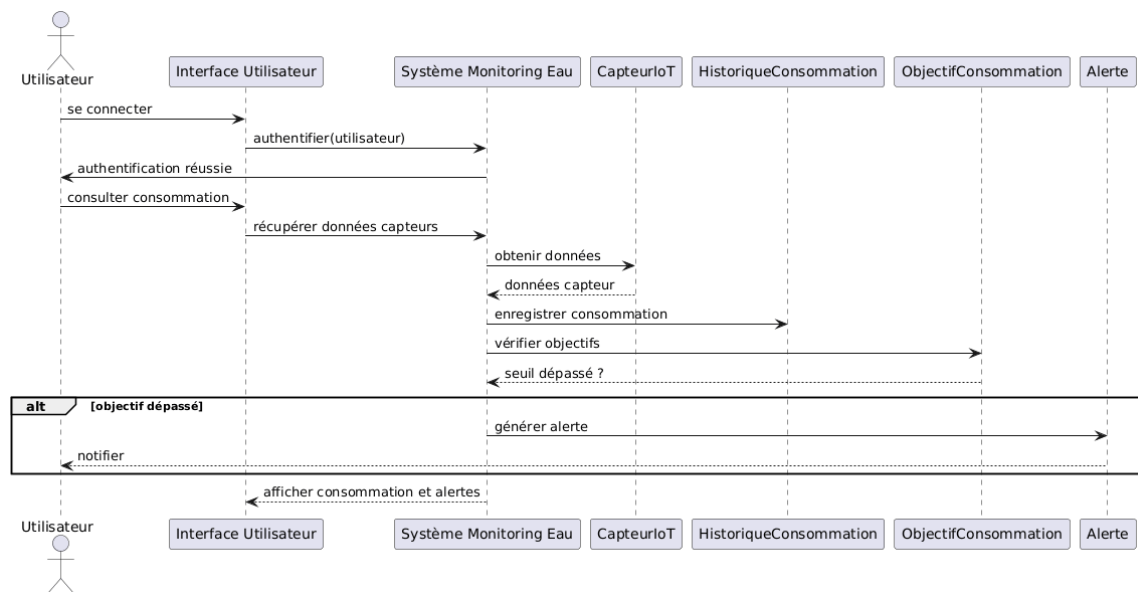 Utilisateur
Interface Utilisateur
Système Monitoring Eau
CapteurIoT
HistoriqueConsommation
ObjectifConsommation
Alerte
se connecter
authentifier(utilisateur)
authentification réussie
consulter consommation
récupérer données capteurs
obtenir données
données capteur
enregistrer consommation
vérifier objectifs
seuil dépassé ?
alt [objectif dépassé]
générer alerte
notifier
afficher consommation et alertes
Utilisateur
Interface Utilisateur
Système Monitoring Eau
CapteurIoT
HistoriqueConsommation
ObjectifConsommation
Alerte